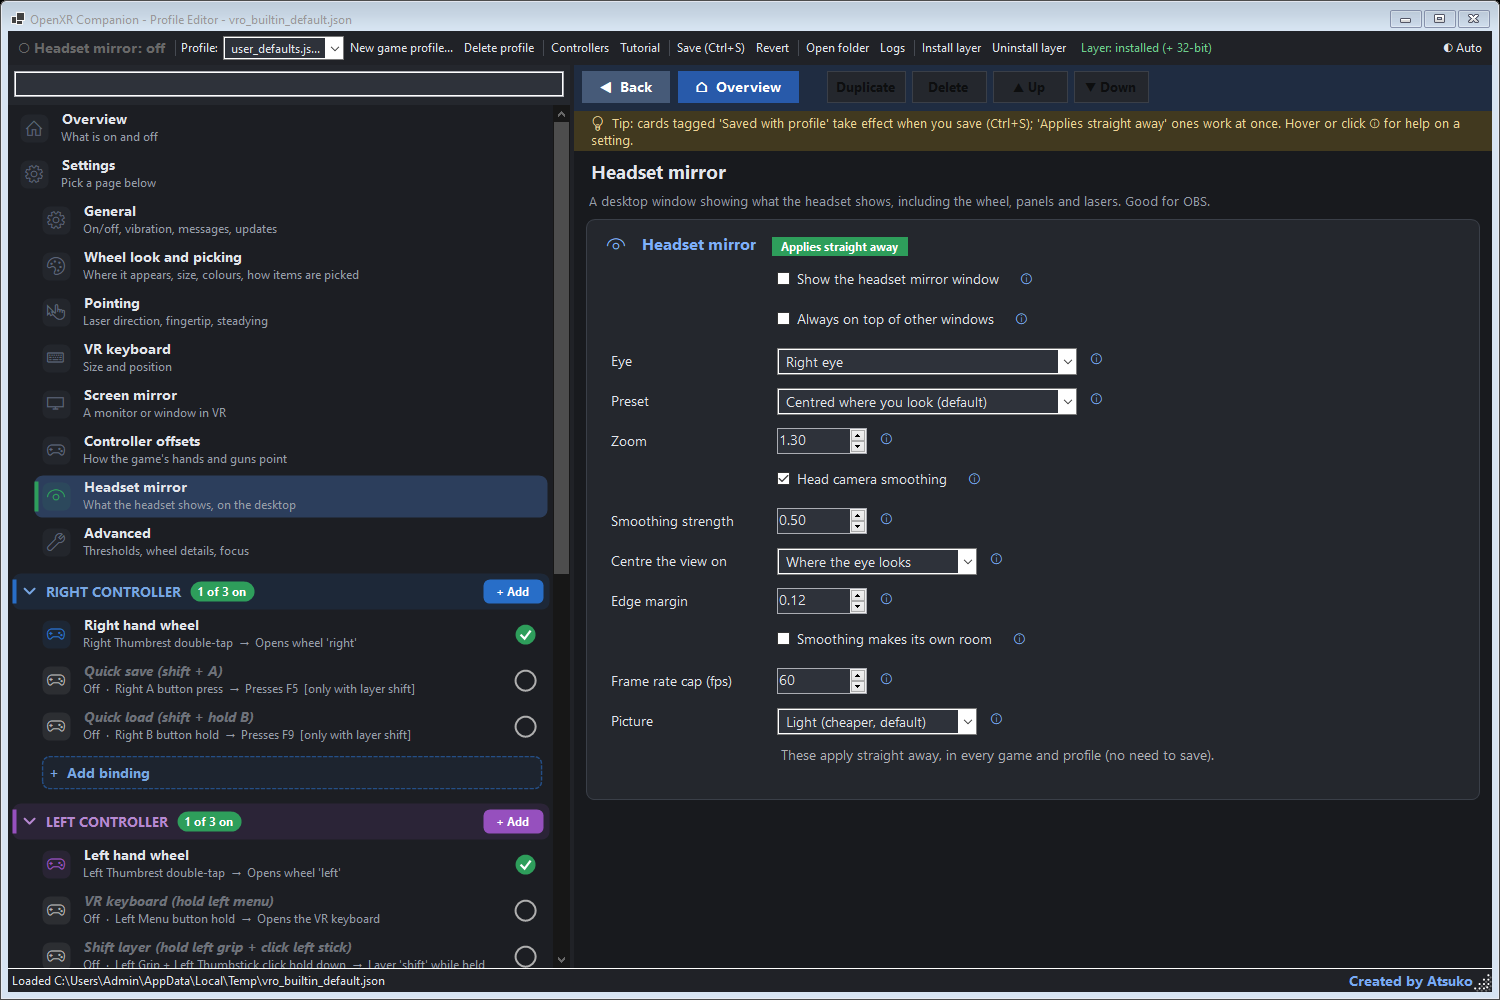 OpenXR Companion - Profile Editor - vro_builtin_default.json
Headset mirror: off
Profile:
user_defaults.js...
New game profile...
Delete profile
Controllers
Tutorial
Save (Ctrl+S)
Revert
Open folder
Logs
Install layer
Uninstall layer
Layer: installed (+ 32-bit)
Auto
Overview
What is on and off
Settings
Pick a page below
General
On/off, vibration, messages, updates
Wheel look and picking
Where it appears, size, colours, how items are picked
Pointing
Laser direction, fingertip, steadying
VR keyboard
Size and position
Screen mirror
A monitor or window in VR
Controller offsets
How the game's hands and guns point
Headset mirror
What the headset shows, on the desktop
Advanced
Thresholds, wheel details, focus
RIGHT CONTROLLER
1 of 3 on
+ Add
Right hand wheel
Right Thumbrest double-tap → Opens wheel 'right'
Quick save (shift + A)
Off · Right A button press → Presses F5 [only with layer shift]
Quick load (shift + hold B)
Off · Right B button hold → Presses F9 [only with layer shift]
+ Add binding
LEFT CONTROLLER
1 of 3 on
+ Add
Left hand wheel
Left Thumbrest double-tap → Opens wheel 'left'
VR keyboard (hold left menu)
Off · Left Menu button hold → Opens the VR keyboard
Shift layer (hold left grip + click left stick)
Off · Left Grip + Left Thumbstick click hold down → Layer 'shift' while held
Back
Overview
Duplicate
Delete
Up
Down
Tip: cards tagged 'Saved with profile' take effect when you save (Ctrl+S); 'Applies straight away' ones work at once. Hover or click ⓘ for help on a
setting.
Headset mirror
A desktop window showing what the headset shows, including the wheel, panels and lasers. Good for OBS.
Headset mirror
Applies straight away
Show the headset mirror window
Always on top of other windows
Eye
Right eye
Preset
Centred where you look (default)
Zoom
1.30
Head camera smoothing
Smoothing strength
0.50
Centre the view on
Where the eye looks
Edge margin
0.12
Smoothing makes its own room
Frame rate cap (fps)
60
Picture
Light (cheaper, default)
These apply straight away, in every game and profile (no need to save).
Loaded C:\Users\Admin\AppData\Local\Temp\vro_builtin_default.json
Created by Atsuko